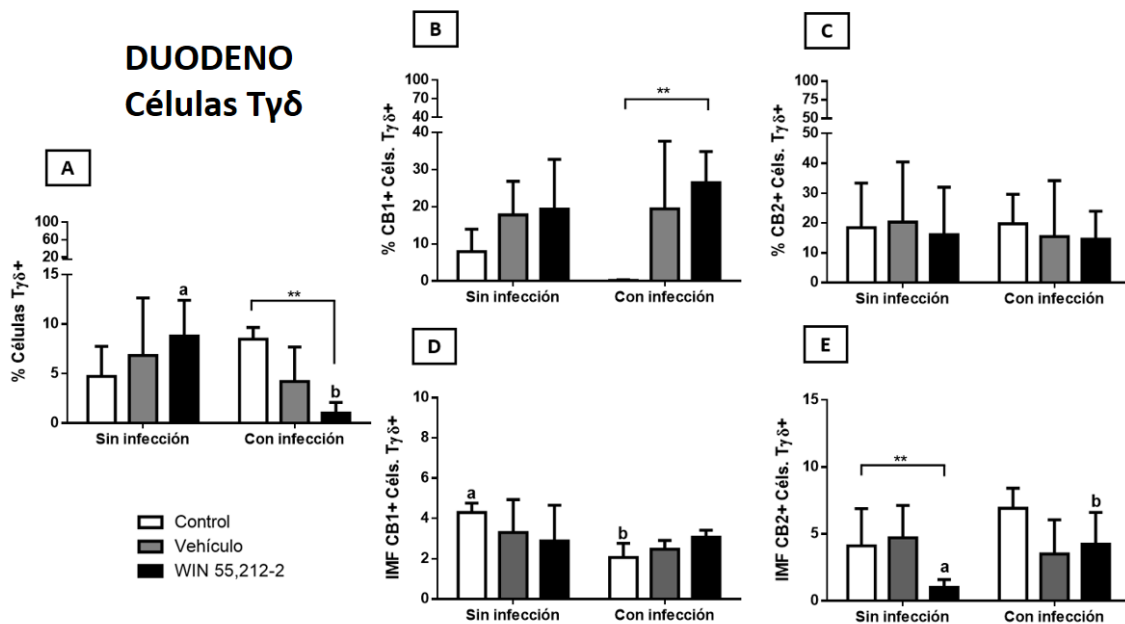 DUODENO
Células Tγδ
A
% Células Tγδ+
100
60
20
15
10
5
0
a
**
b
Sin infección
Con infección
Control
Vehículo
WIN 55,212-2
B
% CB1+ Céls. Tγδ+
100
70
40
40
30
20
10
0
**
Sin infección
Con infección
C
% CB2+ Céls. Tγδ+
100
75
50
50
40
30
20
10
0
Sin infección
Con infección
D
IMF CB1+ Céls. Tγδ+
10
8
6
4
2
0
a
b
Sin infección
Con infección
E
IMF CB2+ Céls. Tγδ+
15
10
5
0
**
a
b
Sin infección
Con infección